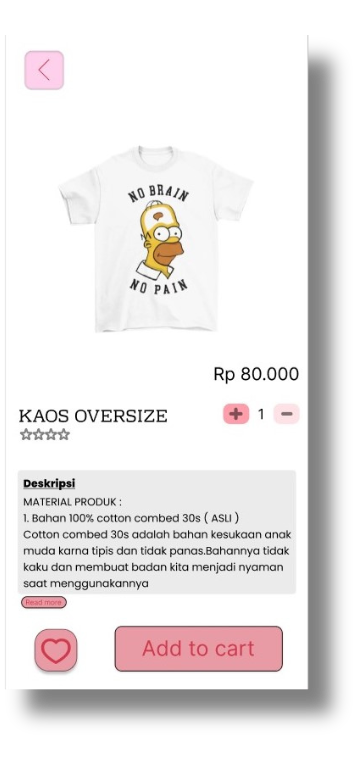 NO BRAIN
NO PAIN
Rp 80.000
KAOS OVERSIZE
+ 1 -
Deskripsi
MATERIAL PRODUK :
1. Bahan 100% cotton combed 30s ( ASLI )
Cotton combed 30s adalah bahan kesukaan anak
muda karna tipis dan tidak panas.Bahannya tidak
kaku dan membuat badan kita menjadi nyaman
saat menggunakannya
Read more
Add to cart